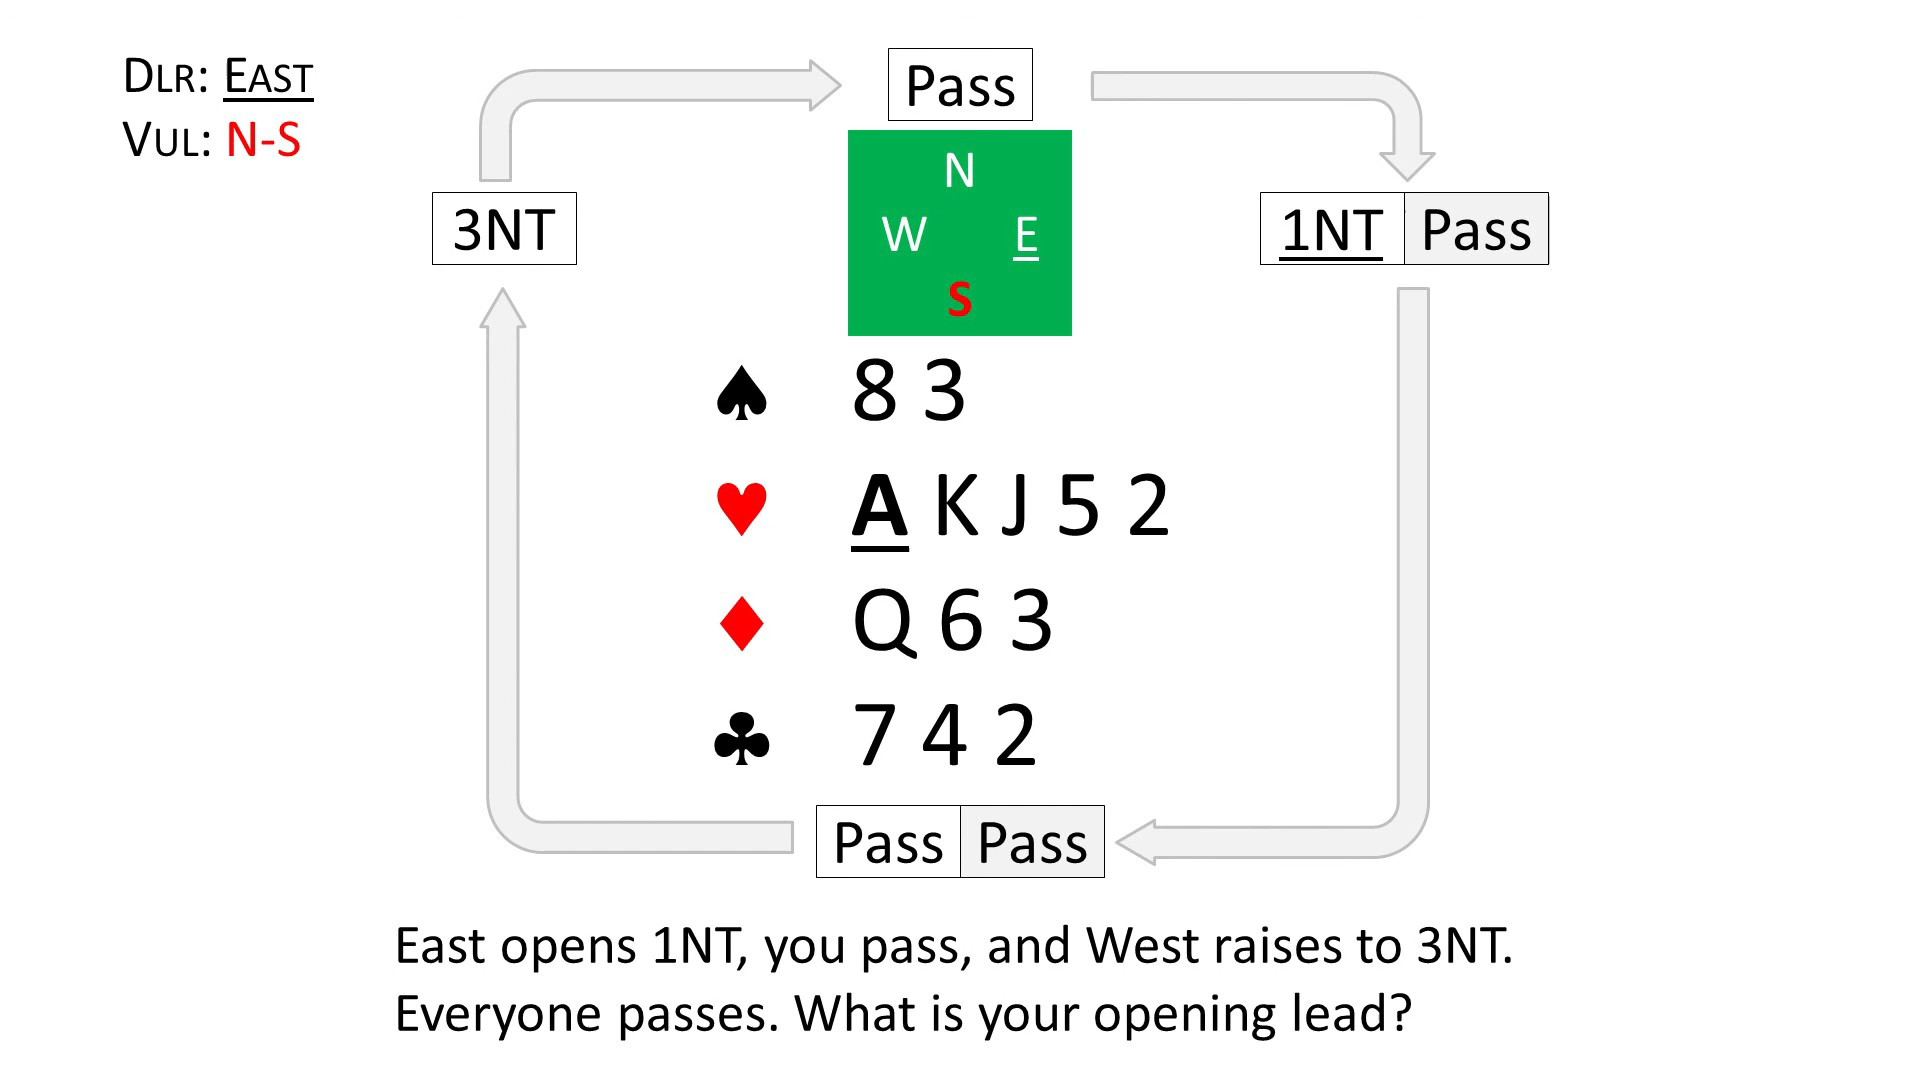 DLR: EAST
VUL: N-S
Pass
3NT
1NT Pass
N
W E
S
♠ 8 3
♥ A K J 5 2
♦ Q 6 3
♣ 7 4 2
Pass Pass
East opens 1NT, you pass, and West raises to 3NT.
Everyone passes. What is your opening lead?